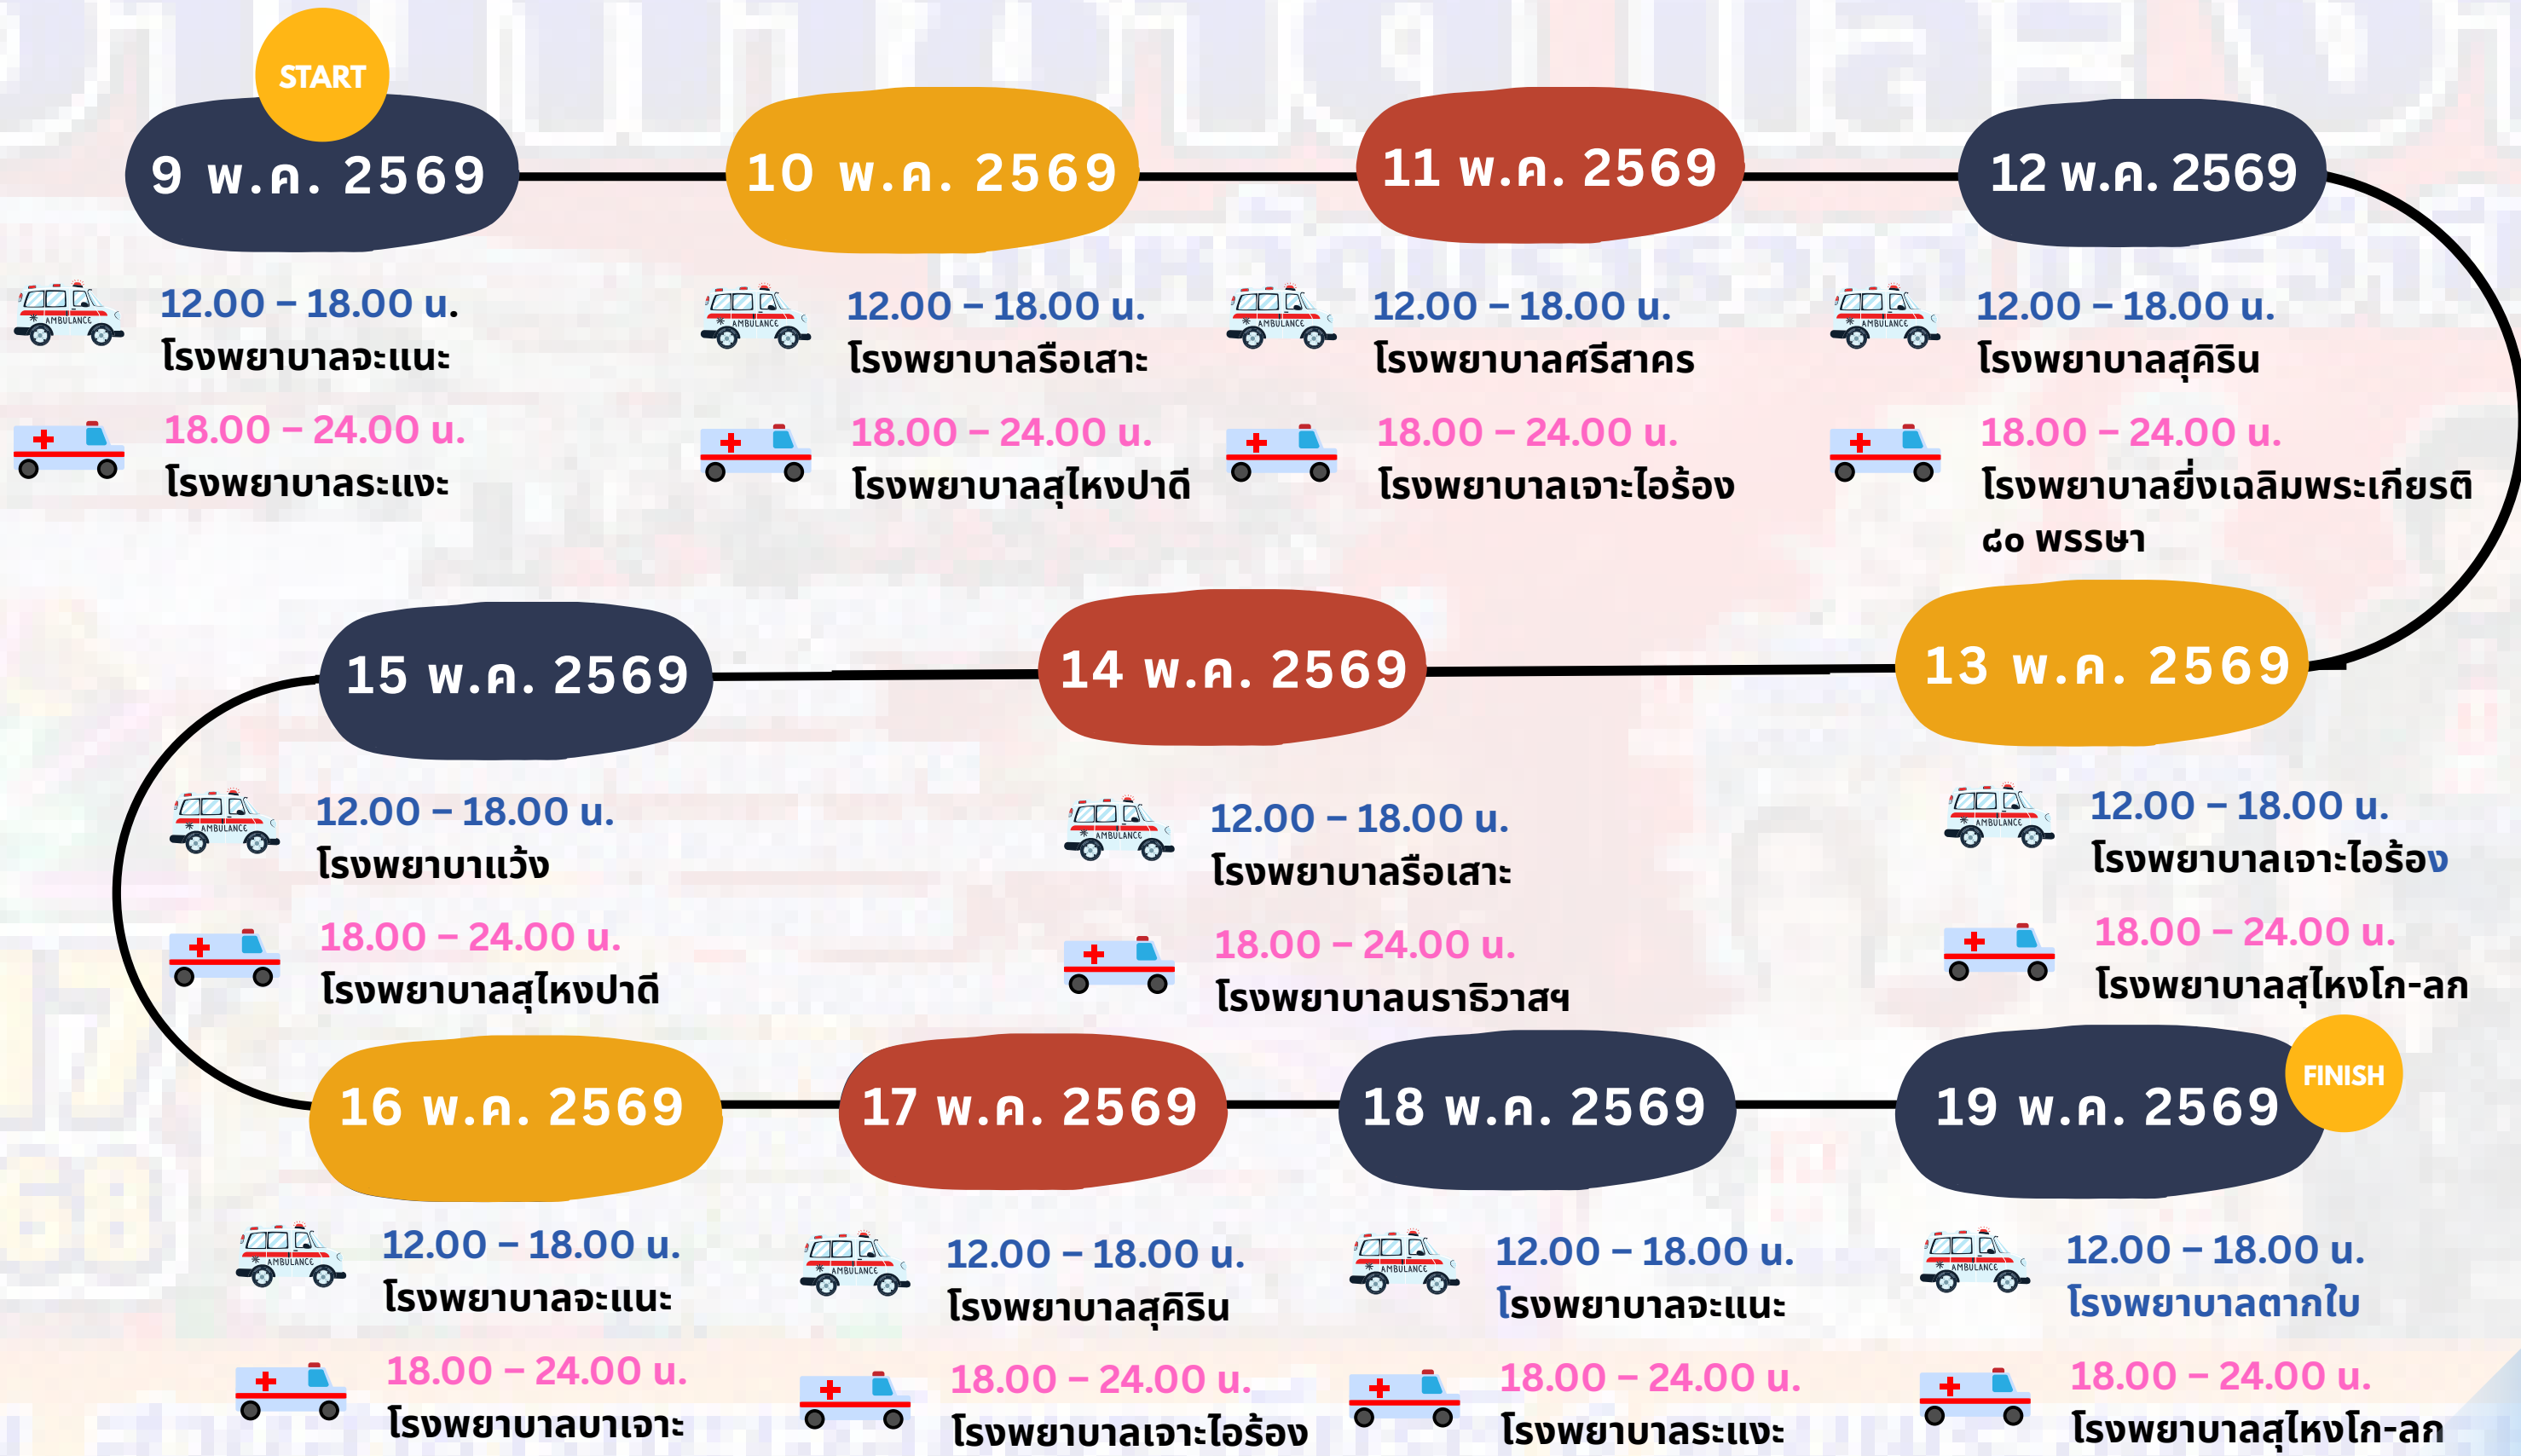 START
9 พ.ค. 2569
12.00 – 18.00 น.
โรงพยาบาลจะแนะ
18.00 – 24.00 น.
โรงพยาบาลระแงะ
10 พ.ค. 2569
12.00 – 18.00 น.
โรงพยาบาลรือเสาะ
18.00 – 24.00 น.
โรงพยาบาลสุไหงปาดี
11 พ.ค. 2569
12.00 – 18.00 น.
โรงพยาบาลศรีสาคร
18.00 – 24.00 น.
โรงพยาบาลเจาะไอร้อง
12 พ.ค. 2569
12.00 – 18.00 น.
โรงพยาบาลสุคิริน
18.00 – 24.00 น.
โรงพยาบาลยี่งเฉลิมพระเกียรติ
๘๐ พรรษา
13 พ.ค. 2569
12.00 – 18.00 น.
โรงพยาบาลเจาะไอร้อง
18.00 – 24.00 น.
โรงพยาบาลสุไหงโก-ลก
14 พ.ค. 2569
12.00 – 18.00 น.
โรงพยาบาลรือเสาะ
18.00 – 24.00 น.
โรงพยาบาลนราธิวาสฯ
15 พ.ค. 2569
12.00 – 18.00 น.
โรงพยาบาแว้ง
18.00 – 24.00 น.
โรงพยาบาลสุไหงปาดี
16 พ.ค. 2569
12.00 – 18.00 น.
โรงพยาบาลจะแนะ
18.00 – 24.00 น.
โรงพยาบาลบาเจาะ
17 พ.ค. 2569
12.00 – 18.00 น.
โรงพยาบาลสุคิริน
18.00 – 24.00 น.
โรงพยาบาลเจาะไอร้อง
18 พ.ค. 2569
12.00 – 18.00 น.
โรงพยาบาลจะแนะ
18.00 – 24.00 น.
โรงพยาบาลระแงะ
19 พ.ค. 2569
FINISH
12.00 – 18.00 น.
โรงพยาบาลตากใบ
18.00 – 24.00 น.
โรงพยาบาลสุไหงโก-ลก